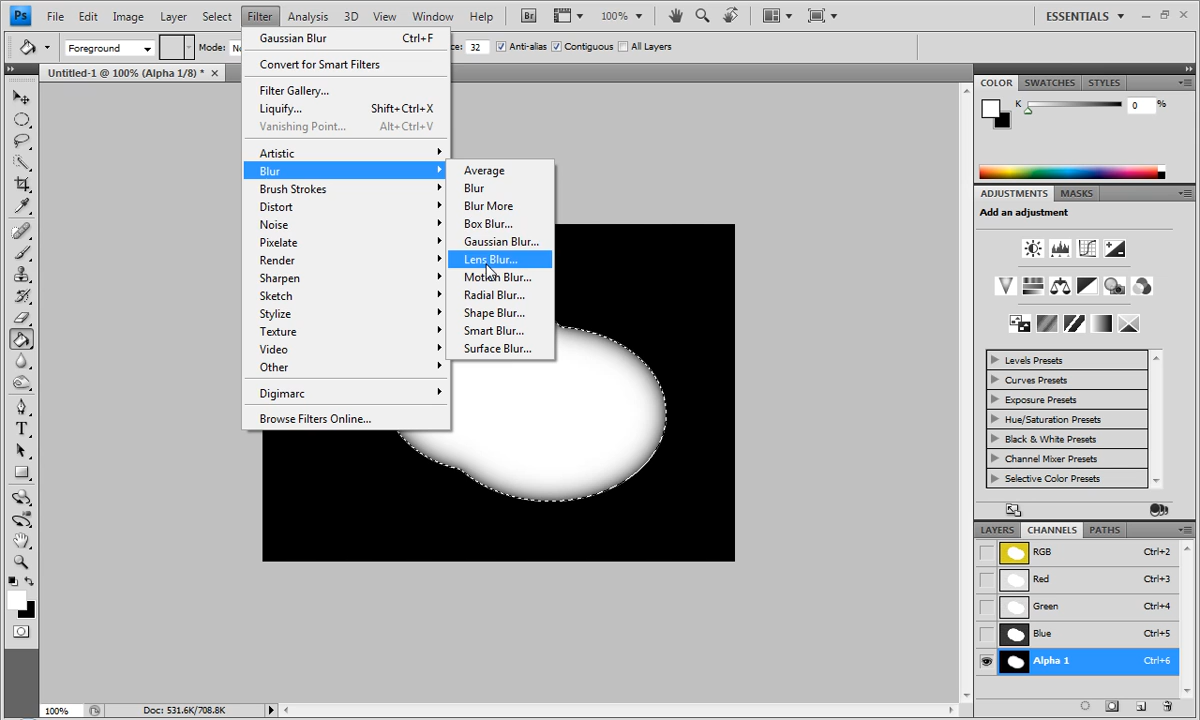 Ps File Edit Image Layer Select Filter Analysis 3D View Window Help Br 100% ESSENTIALS
Foreground Mode: 32 Anti-alias Contiguous All Layers
Untitled-1 @ 100% (Alpha 1/8) *
Gaussian Blur Ctrl+F
Convert for Smart Filters
Filter Gallery...
Liquify... Shift+Ctrl+X
Vanishing Point... Alt+Ctrl+V
Artistic
Blur
Brush Strokes
Distort
Noise
Pixelate
Render
Sharpen
Sketch
Stylize
Texture
Video
Other
Digimarc
Browse Filters Online...
Average
Blur
Blur More
Box Blur...
Gaussian Blur...
Lens Blur...
Motion Blur...
Radial Blur...
Shape Blur...
Smart Blur...
Surface Blur...
COLOR SWATCHES STYLES
K 0 %
ADJUSTMENTS MASKS
Add an adjustment
Levels Presets
Curves Presets
Exposure Presets
Hue/Saturation Presets
Black & White Presets
Channel Mixer Presets
Selective Color Presets
LAYERS CHANNELS PATHS
RGB Ctrl+2
Red Ctrl+3
Green Ctrl+4
Blue Ctrl+5
Alpha 1 Ctrl+6
100% Doc: 531.6K/708.8K